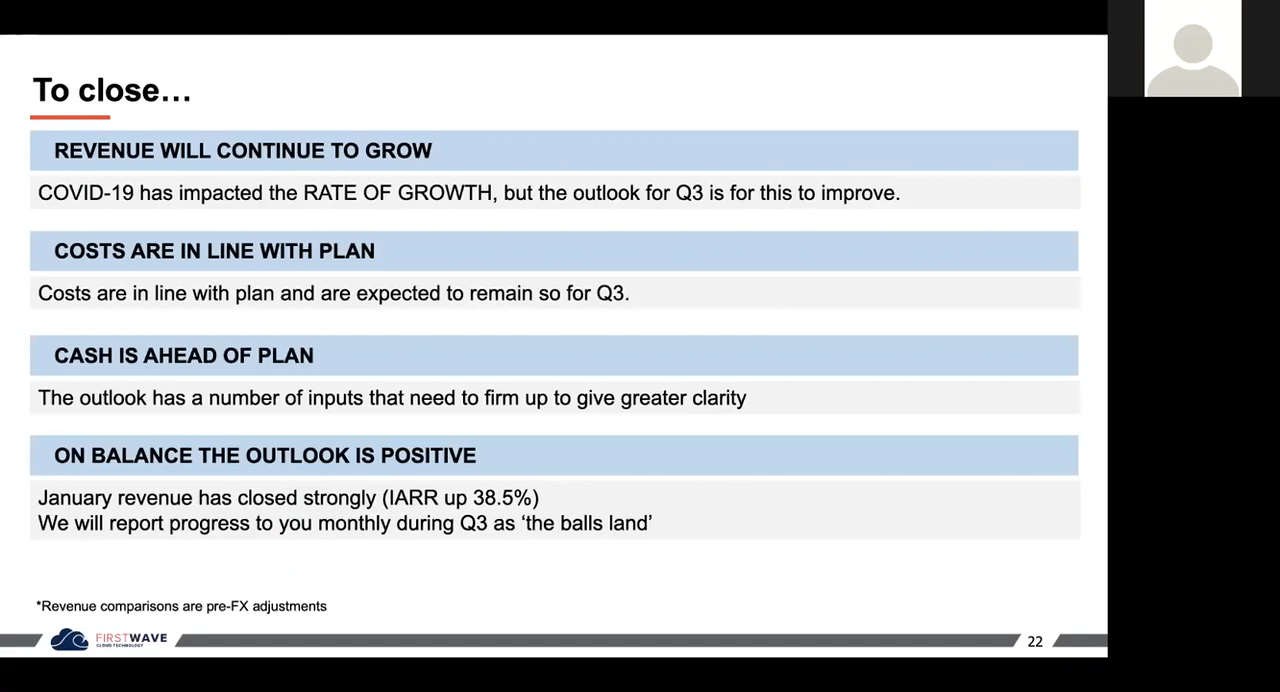 To close…
REVENUE WILL CONTINUE TO GROW
COVID-19 has impacted the RATE OF GROWTH, but the outlook for Q3 is for this to improve.
COSTS ARE IN LINE WITH PLAN
Costs are in line with plan and are expected to remain so for Q3.
CASH IS AHEAD OF PLAN
The outlook has a number of inputs that need to firm up to give greater clarity
ON BALANCE THE OUTLOOK IS POSITIVE
January revenue has closed strongly (IARR up 38.5%)
We will report progress to you monthly during Q3 as ‘the balls land’
*Revenue comparisons are pre-FX adjustments
FIRSTWAVE
CLOUD TECHNOLOGY
22